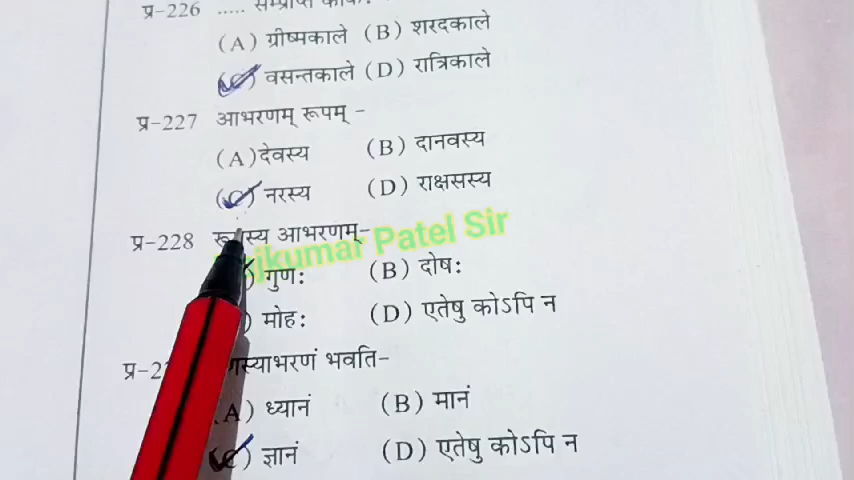 प्र-226 ..... सम्प्राप्ते काकः
(A) ग्रीष्मकाले (B) शरदकाले
(C) वसन्तकाले (D) रात्रिकाले
प्र-227 आभरणम् रूपम् -
(A) देवस्य (B) दानवस्य
(C) नरस्य (D) राक्षसस्य
प्र-228 आभरणम्-
Patel Sir
गुणः (B) दोषः
) मोहः (D) एतेषु कोऽपि न
भवति-
(A) ध्यानं (B) मानं
(C) ज्ञानं (D) एतेषु कोऽपि न